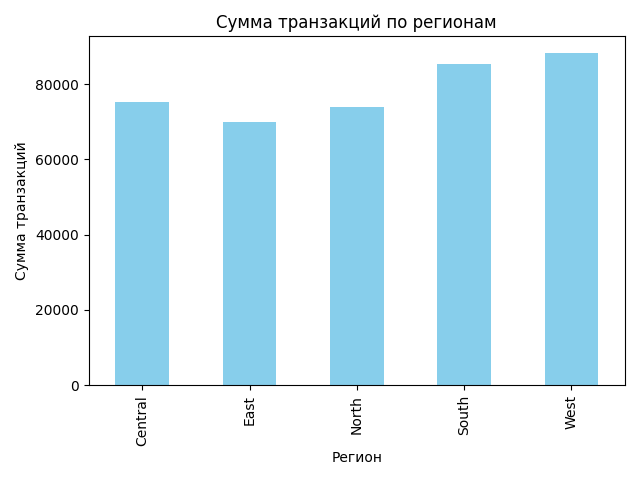 Сумма транзакций по регионам
Сумма транзакций
80000
60000
40000
20000
0
Central
East
North
South
West
Регион